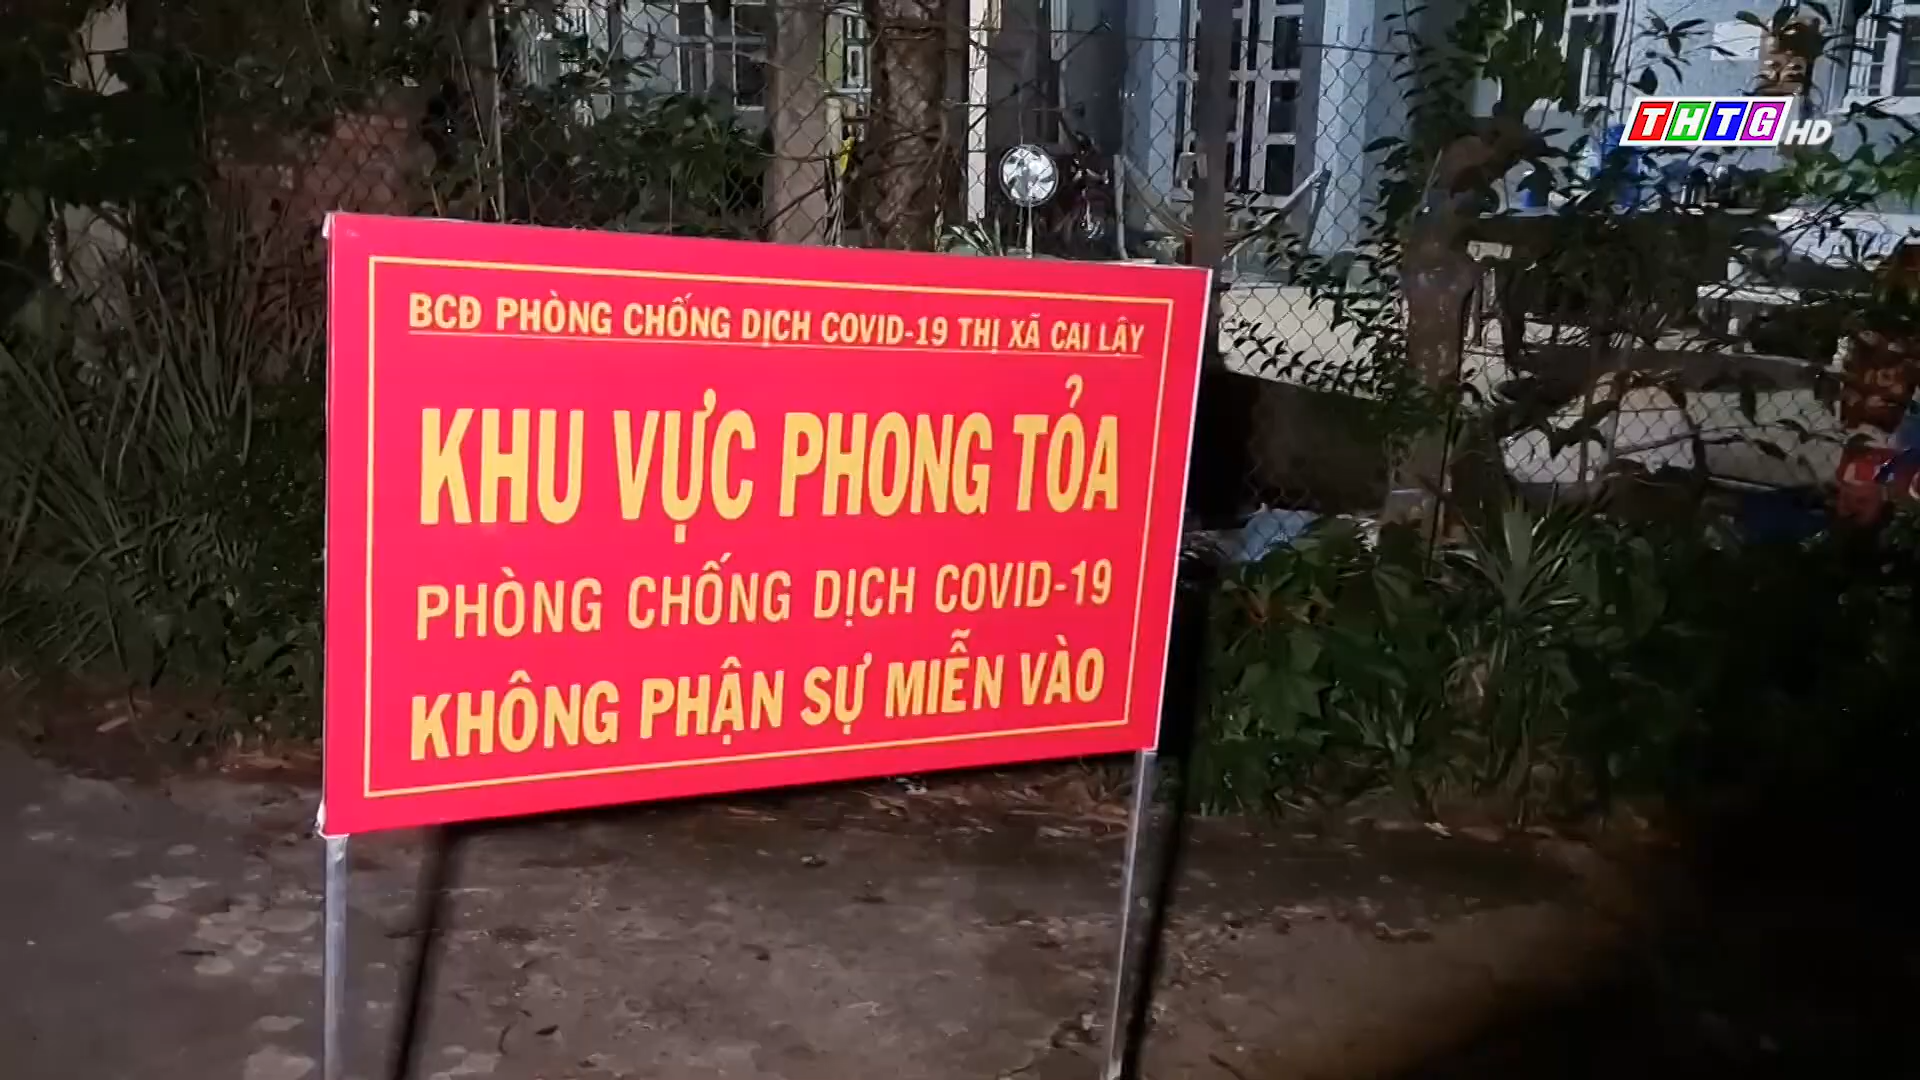 THTG HD
BCĐ PHÒNG CHỐNG DỊCH COVID-19 THỊ XÃ CAI LẬY
KHU VỰC PHONG TỎA
PHÒNG CHỐNG DỊCH COVID-19
KHÔNG PHẬN SỰ MIỄN VÀO